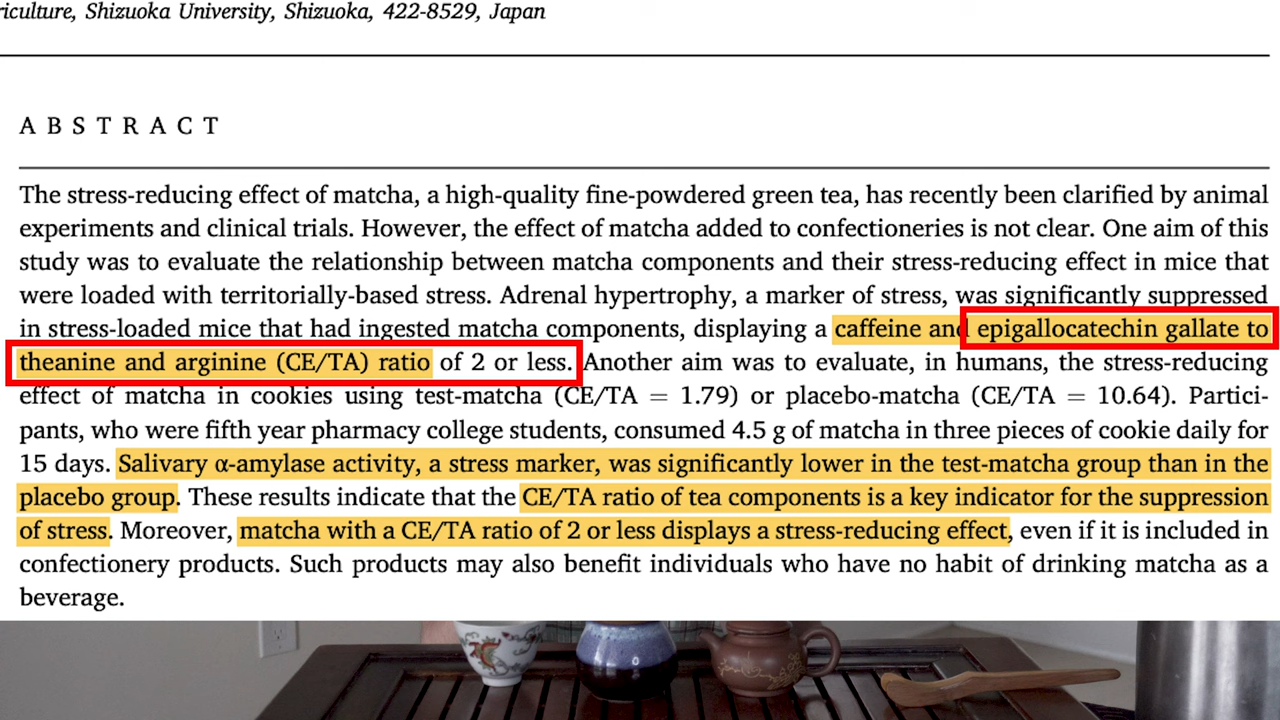 riculture, Shizuoka University, Shizuoka, 422-8529, Japan
ABSTRACT
The stress-reducing effect of matcha, a high-quality fine-powdered green tea, has recently been clarified by animal
experiments and clinical trials. However, the effect of matcha added to confectioneries is not clear. One aim of this
study was to evaluate the relationship between matcha components and their stress-reducing effect in mice that
were loaded with territorially-based stress. Adrenal hypertrophy, a marker of stress, was significantly suppressed
in stress-loaded mice that had ingested matcha components, displaying a caffeine and epigallocatechin gallate to
theanine and arginine (CE/TA) ratio of 2 or less. Another aim was to evaluate, in humans, the stress-reducing
effect of matcha in cookies using test-matcha (CE/TA = 1.79) or placebo-matcha (CE/TA = 10.64). Partici-
pants, who were fifth year pharmacy college students, consumed 4.5 g of matcha in three pieces of cookie daily for
15 days. Salivary α-amylase activity, a stress marker, was significantly lower in the test-matcha group than in the
placebo group. These results indicate that the CE/TA ratio of tea components is a key indicator for the suppression
of stress. Moreover, matcha with a CE/TA ratio of 2 or less displays a stress-reducing effect, even if it is included in
confectionery products. Such products may also benefit individuals who have no habit of drinking matcha as a
beverage.